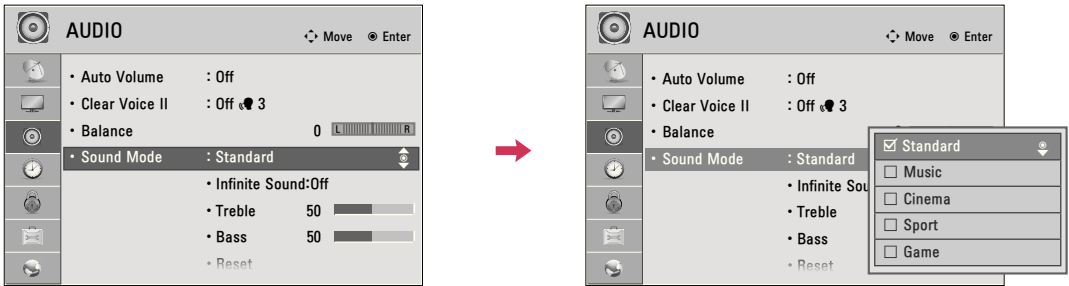 AUDIO
Move Enter
• Auto Volume : Off
• Clear Voice II : Off 3
• Balance 0 L R
• Sound Mode : Standard
• Infinite Sound:Off
• Treble 50
• Bass 50
• Reset
AUDIO
Move Enter
• Auto Volume : Off
• Clear Voice II : Off 3
• Balance
• Sound Mode : Standard
• Infinite Sou
• Treble
• Bass
• Reset
Standard
Music
Cinema
Sport
Game